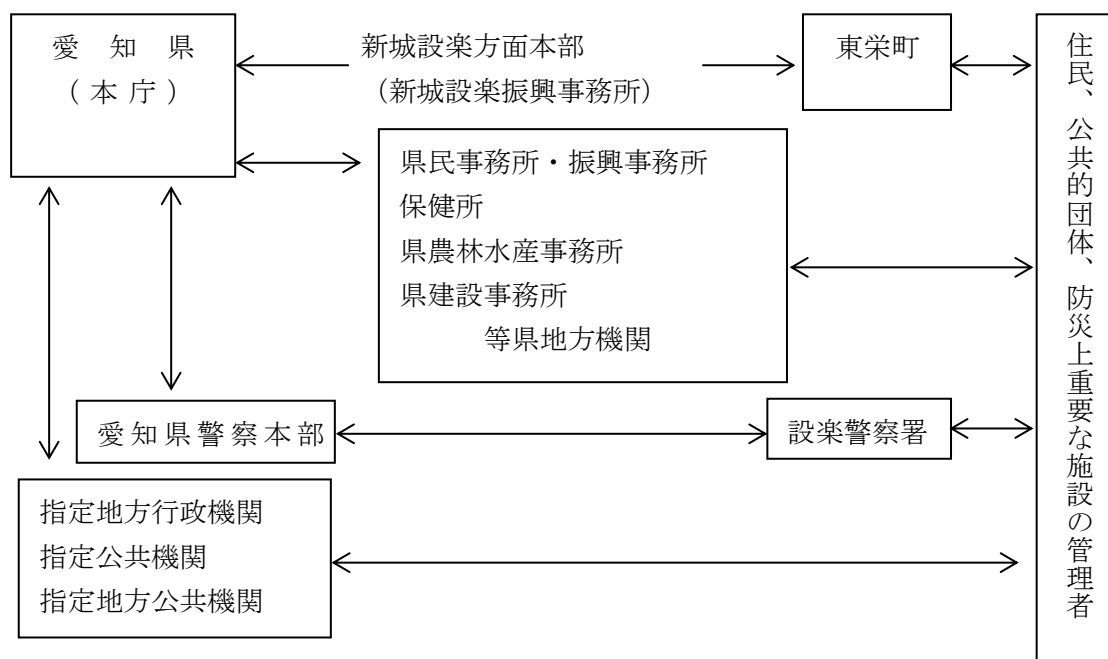 愛知県
（本庁）
新城設楽方面本部
（新城設楽振興事務所）
東栄町
県民事務所・振興事務所
保健所
県農林水産事務所
県建設事務所
等県地方機関
愛知県警察本部
設楽警察署
指定地方行政機関
指定公共機関
指定地方公共機関
住民、公共的団体、防災上重要な施設の管理者